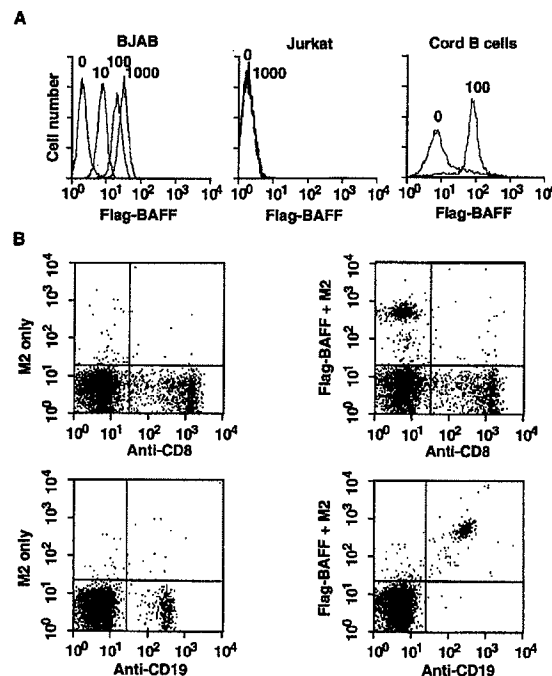 A
BJAB
Jurkat
Cord B cells
0 10 100 1000
0
1000
0 100
Cell number
10⁰ 10¹ 10² 10³ 10⁴
10⁰ 10¹ 10² 10³ 10⁴
10⁰ 10¹ 10² 10³ 10⁴
Flag-BAFF
Flag-BAFF
Flag-BAFF
B
M2 only
10⁴
10³
10²
10¹
10⁰
10⁰ 10¹ 10² 10³ 10⁴
Anti-CD8
Flag-BAFF + M2
10⁴
10³
10²
10¹
10⁰
10⁰ 10¹ 10² 10³ 10⁴
Anti-CD8
M2 only
10⁴
10³
10²
10¹
10⁰
10⁰ 10¹ 10² 10³ 10⁴
Anti-CD19
Flag-BAFF + M2
10⁴
10³
10²
10¹
10⁰
10⁰ 10¹ 10² 10³ 10⁴
Anti-CD19